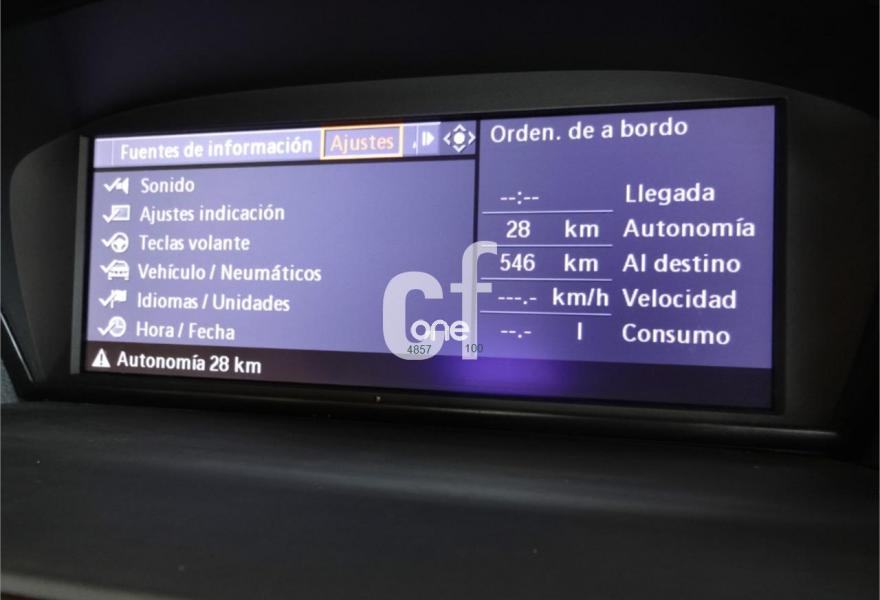 Fuentes de información Ajustes
Sonido
Ajustes indicación
Teclas volante
Vehículo / Neumáticos
Idiomas / Unidades
Hora / Fecha
Autonomía 28 km
Orden. de a bordo
--:-- Llegada
28 km Autonomía
546 km Al destino
---.- km/h Velocidad
--.- l Consumo
cf one
4857 100